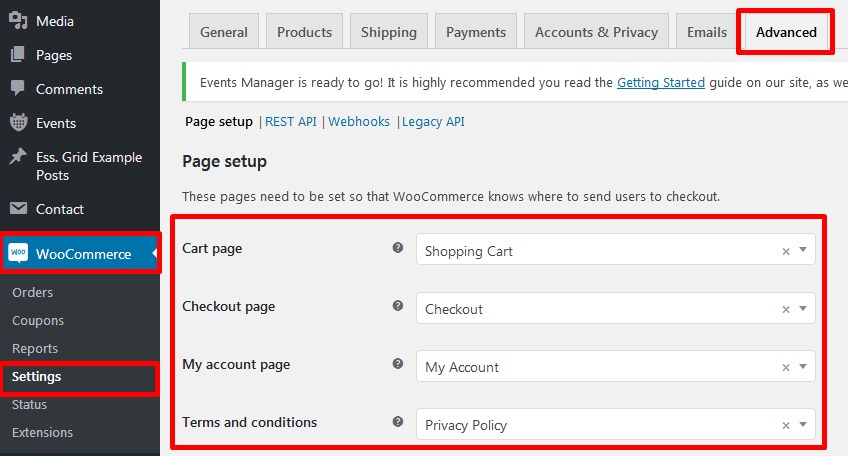 Media
Pages
Comments
Events
Ess. Grid Example
Posts
Contact
WOO
WooCommerce
Orders
Coupons
Reports
Settings
Status
Extensions
General
Products
Shipping
Payments
Accounts & Privacy
Emails
Advanced
Events Manager is ready to go! It is highly recommended you read the Getting Started guide on our site, as we
Page setup | REST API | Webhooks | Legacy API
Page setup
These pages need to be set so that WooCommerce knows where to send users to checkout.
Cart page ? Shopping Cart ×
Checkout page ? Checkout ×
My account page ? My Account ×
Terms and conditions ? Privacy Policy ×